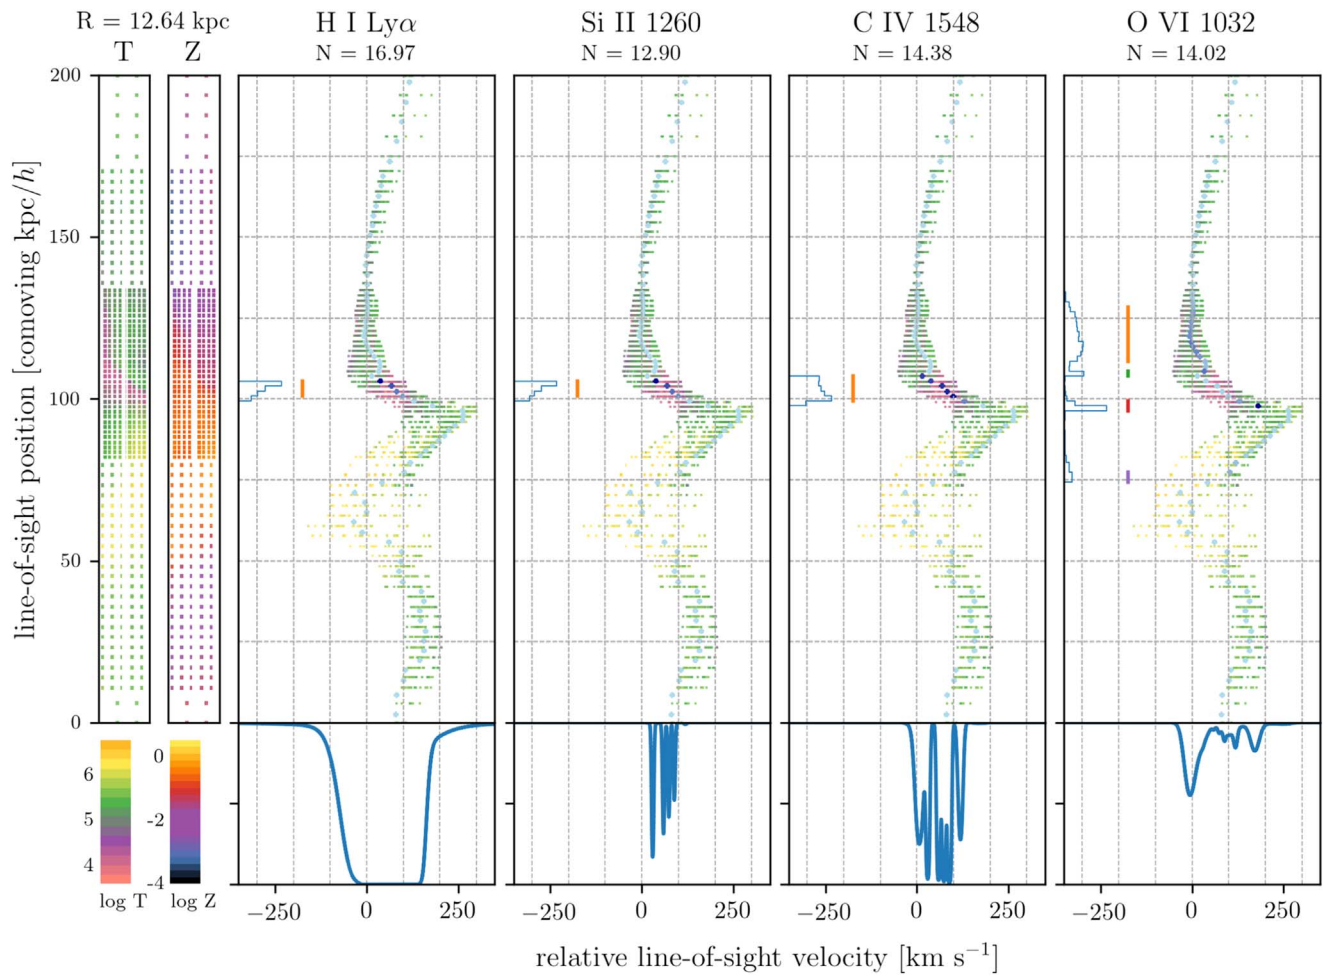 R = 12.64 kpc
T Z
H I Lyα
N = 16.97
Si II 1260
N = 12.90
C IV 1548
N = 14.38
O VI 1032
N = 14.02
line-of-sight position [comoving kpc/h]
200
150
100
50
0
6
5
4
log T
0
-2
-4
log Z
−250 0 250
−250 0 250
−250 0 250
−250 0 250
relative line-of-sight velocity [km s⁻¹]